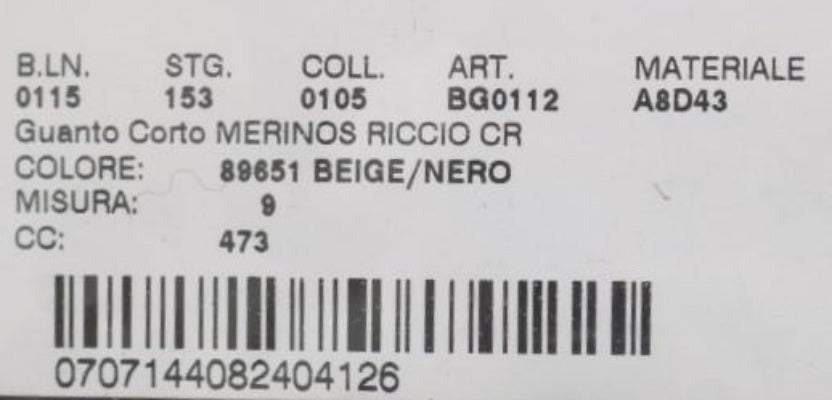 B.LN. STG. COLL. ART. MATERIALE
0115 153 0105 BG0112 A8D43
Guanto Corto MERINOS RICCIO CR
COLORE: 89651 BEIGE/NERO
MISURA: 9
CC: 473
0707144082404126